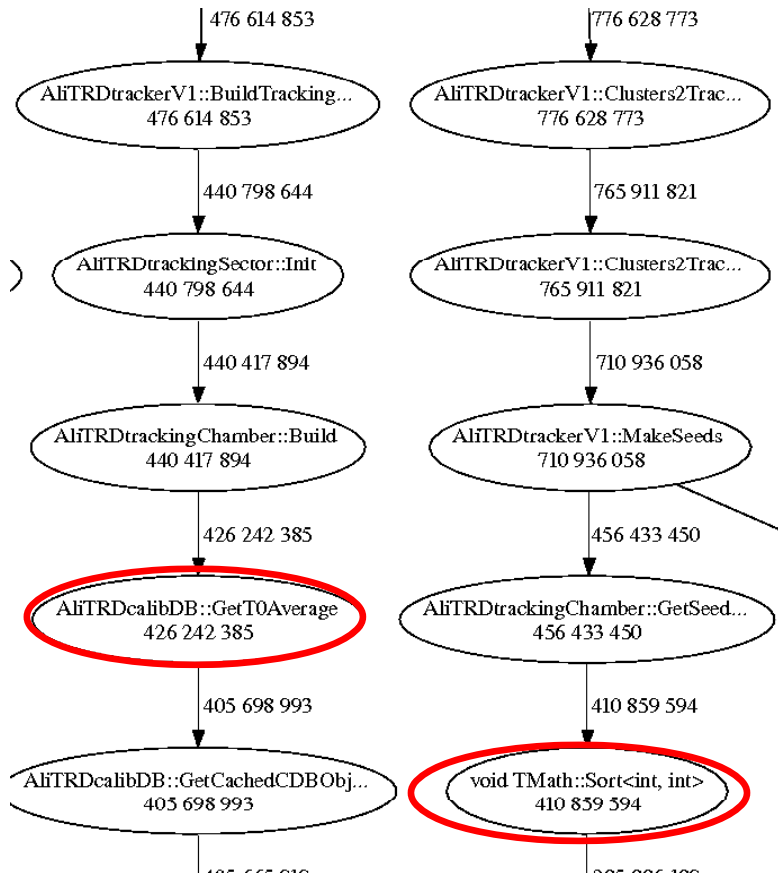 476 614 853
AliTRDtrackerV1::BuildTracking...
476 614 853
440 798 644
AliTRDtrackingSector::Init
440 798 644
440 417 894
AliTRDtrackingChamber::Build
440 417 894
426 242 385
AliTRDcalibDB::GetT0Average
426 242 385
405 698 993
AliTRDcalibDB::GetCachedCDBObj...
405 698 993
776 628 773
AliTRDtrackerV1::Clusters2Trac...
776 628 773
765 911 821
AliTRDtrackerV1::Clusters2Trac...
765 911 821
710 936 058
AliTRDtrackerV1::MakeSeeds
710 936 058
456 433 450
AliTRDtrackingChamber::GetSeed...
456 433 450
410 859 594
void TMath::Sort<int, int>
410 859 594